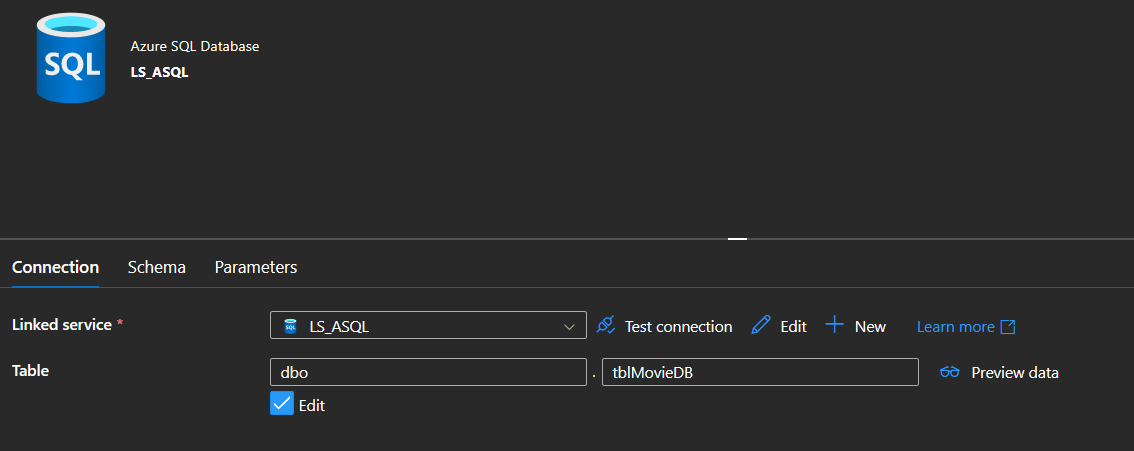 SQL
Azure SQL Database
LS_ASQL
Connection Schema Parameters
Linked service * SQL LS_ASQL Test connection Edit New Learn more
Table dbo . tblMovieDB Preview data
Edit